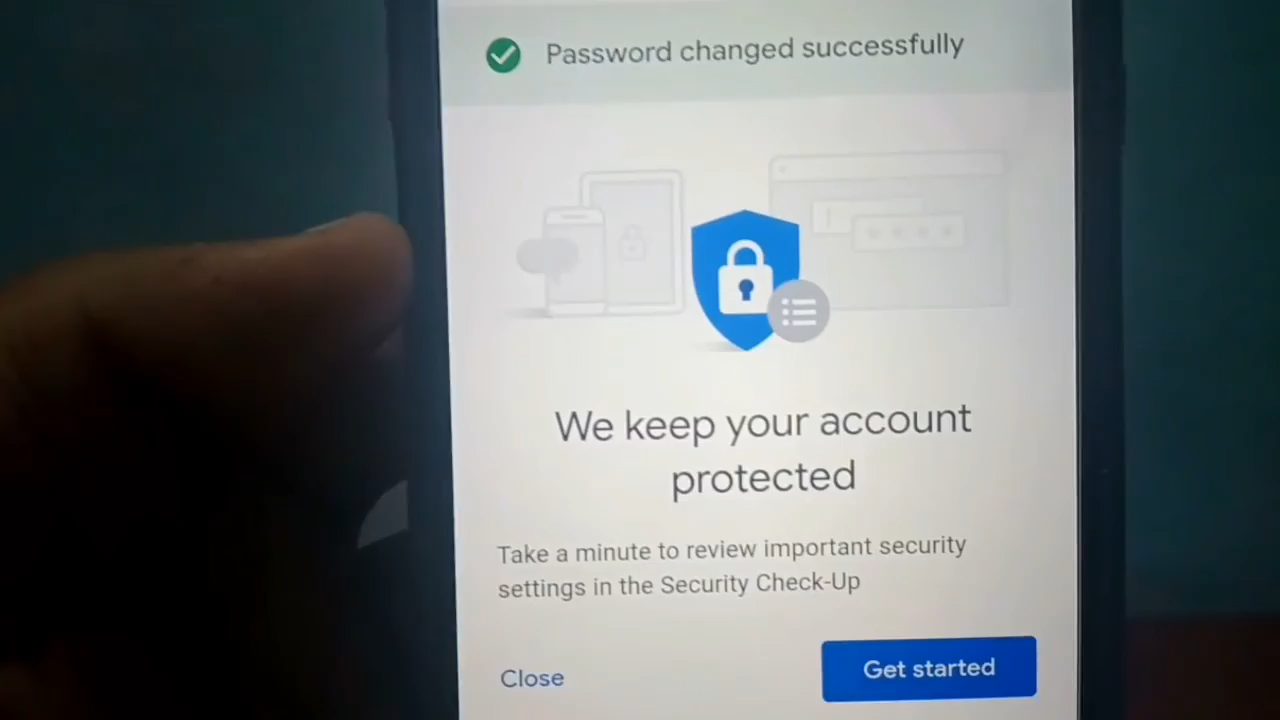 Password changed successfully
We keep your account
protected
Take a minute to review important security
settings in the Security Check-Up
Close
Get started